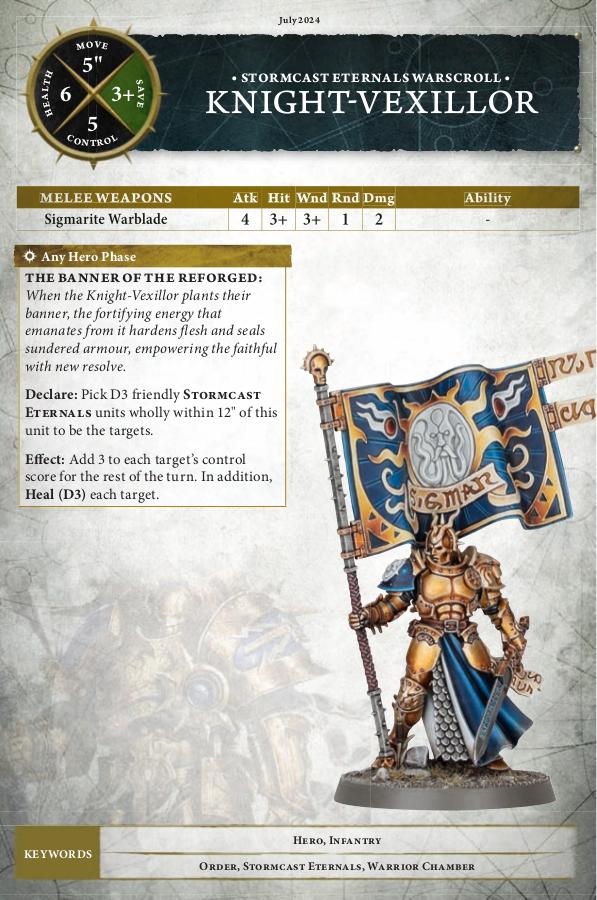 July 2024
MOVE
5"
HEALTH
6
3+
SAVE
5
CONTROL
• STORMCAST ETERNALS WARSCROLL •
KNIGHT-VEXILLOR
MELEE WEAPONS Atk Hit Wnd Rnd Dmg Ability
Sigmarite Warblade 4 3+ 3+ 1 2 -
Any Hero Phase
THE BANNER OF THE REFORGED:
When the Knight-Vexillor plants their
banner, the fortifying energy that
emanates from it hardens flesh and seals
sundered armour, empowering the faithful
with new resolve.
Declare: Pick D3 friendly STORMCAST
ETERNALS units wholly within 12" of this
unit to be the targets.
Effect: Add 3 to each target's control
score for the rest of the turn. In addition,
Heal (D3) each target.
SIGMAR
KEYWORDS
HERO, INFANTRY
ORDER, STORMCAST ETERNALS, WARRIOR CHAMBER